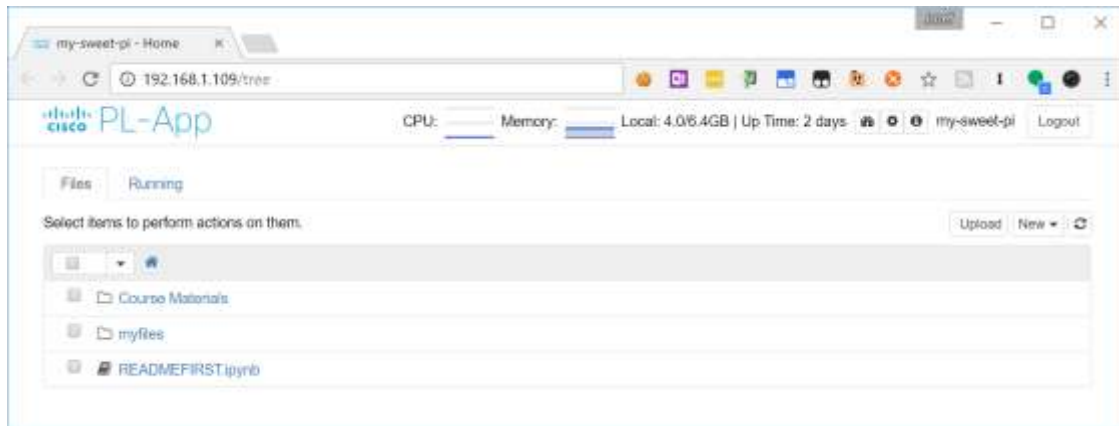 my-sweet-pi - Home
192.168.1.109/tree
cisco PL-App CPU: Memory: Local: 4.0/6.4GB | Up Time: 2 days my-sweet-pi Logout
Files Running
Select items to perform actions on them. Upload New
Course Materials
myfiles
READMEFIRST.ipynb